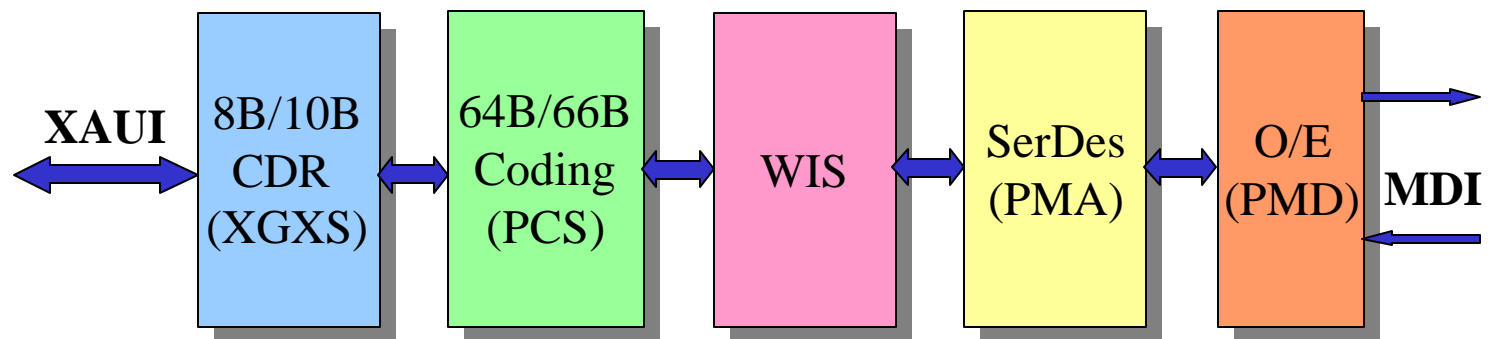 XAUI
8B/10B
CDR
(XGXS)
64B/66B
Coding
(PCS)
WIS
SerDes
(PMA)
O/E
(PMD)
MDI